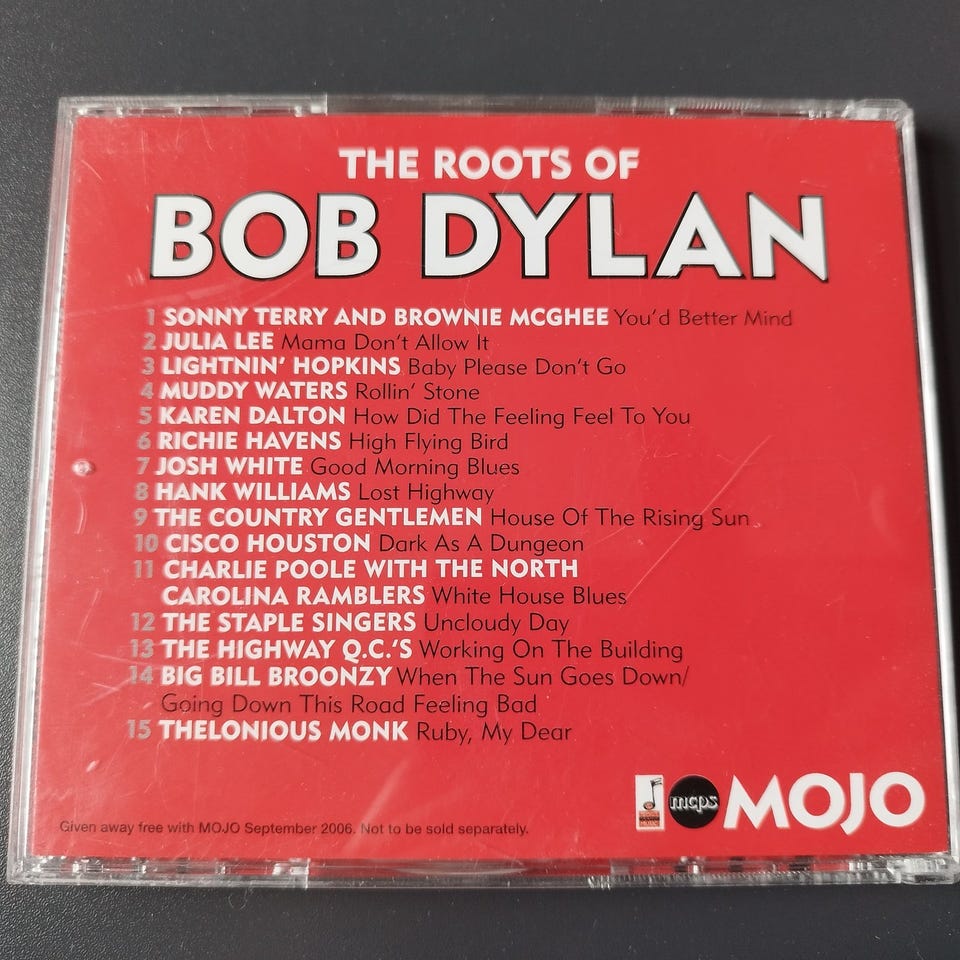 THE ROOTS OF
BOB DYLAN
1 SONNY TERRY AND BROWNIE MCGHEE You'd Better Mind
2 JULIA LEE Mama Don't Allow It
3 LIGHTNIN' HOPKINS Baby Please Don't Go
4 MUDDY WATERS Rollin' Stone
5 KAREN DALTON How Did The Feeling Feel To You
6 RICHIE HAVENS High Flying Bird
7 JOSH WHITE Good Morning Blues
8 HANK WILLIAMS Lost Highway
9 THE COUNTRY GENTLEMEN House Of The Rising Sun
10 CISCO HOUSTON Dark As A Dungeon
11 CHARLIE POOLE WITH THE NORTH
CAROLINA RAMBLERS White House Blues
12 THE STAPLE SINGERS Uncloudy Day
13 THE HIGHWAY Q.C.'S Working On The Building
14 BIG BILL BROONZY When The Sun Goes Down/
Going Down This Road Feeling Bad
15 THELONIOUS MONK Ruby, My Dear
mcps MOJO
Given away free with MOJO September 2006. Not to be sold separately.